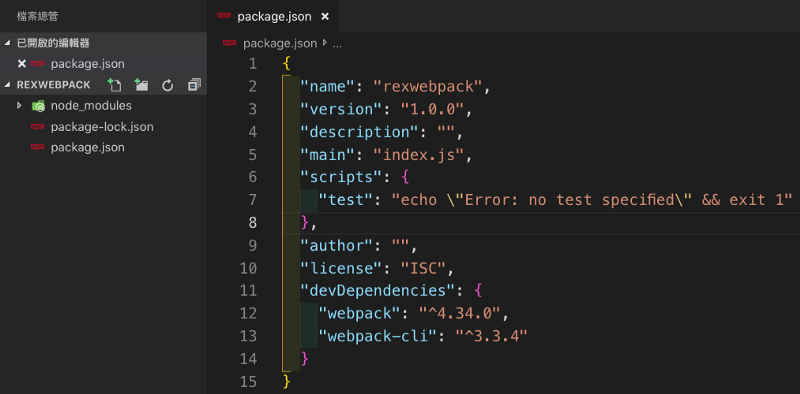 檔案總管
已開啟的編輯器
package.json
REXWEBPACK
node_modules
package-lock.json
package.json
package.json
package.json ...
1 {
2 "name": "rexwebpack",
3 "version": "1.0.0",
4 "description": "",
5 "main": "index.js",
6 "scripts": {
7 "test": "echo \"Error: no test specified\" && exit 1"
8 },
9 "author": "",
10 "license": "ISC",
11 "devDependencies": {
12 "webpack": "^4.34.0",
13 "webpack-cli": "^3.3.4"
14 }
15 }